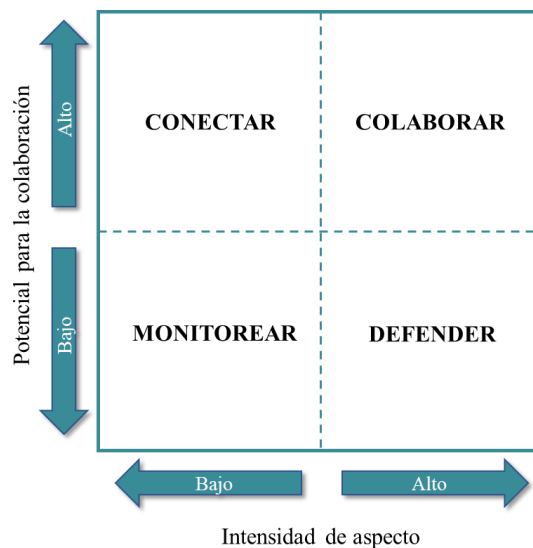 Potencial para la colaboración
Alto
Bajo
CONECTAR
COLABORAR
MONITOREAR
DEFENDER
Bajo
Alto
Intensidad de aspecto